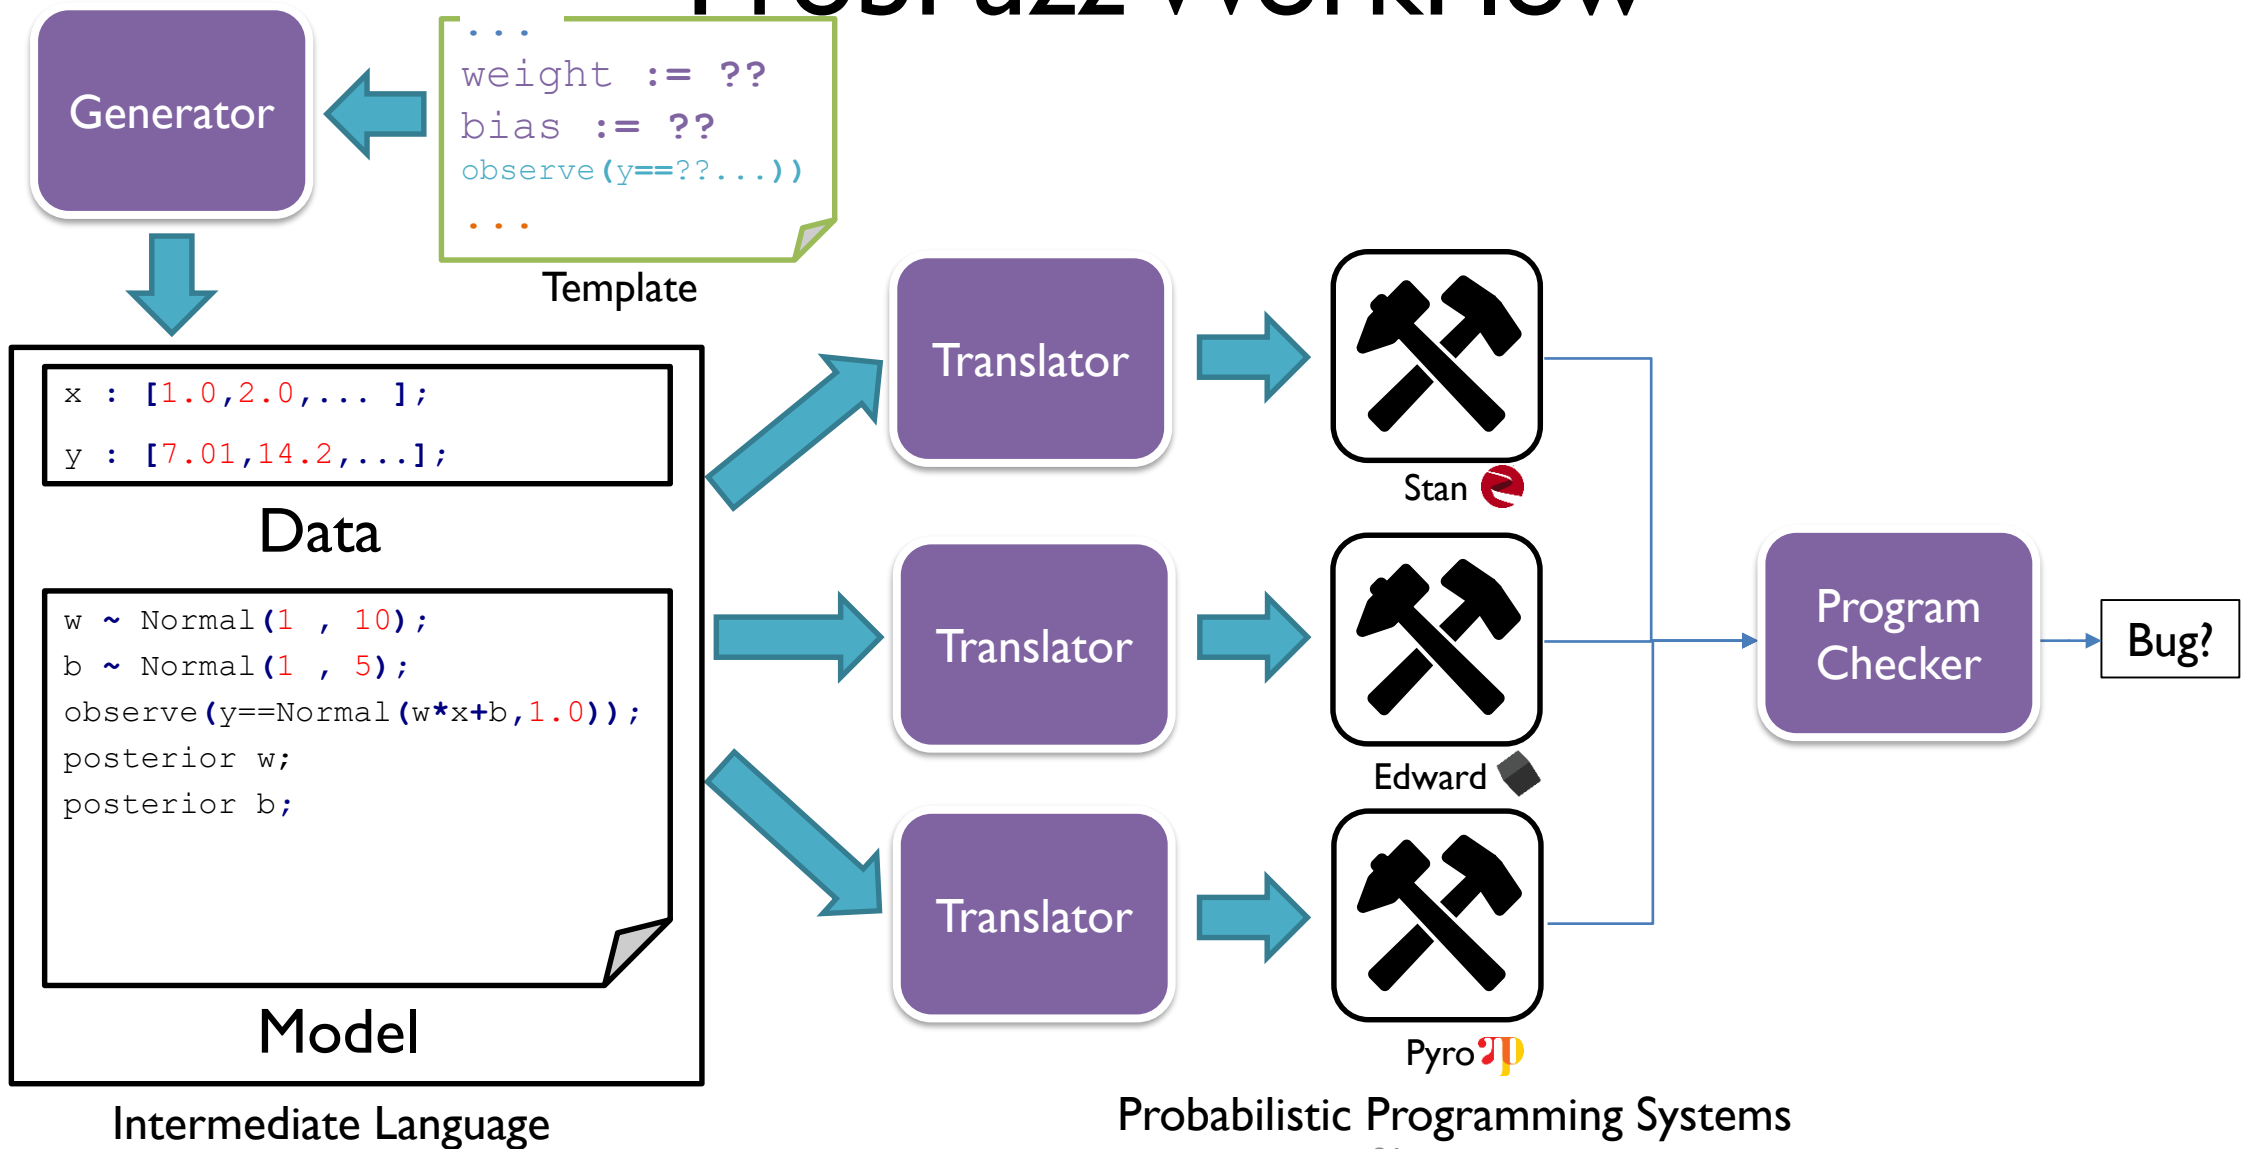 ProbFuzz Workflow
Generator
...
weight := ??
bias := ??
observe(y==??...))
...
Template
x : [1.0,2.0,... ];
y : [7.01,14.2,...];
Data
w ~ Normal(1 , 10);
b ~ Normal(1 , 5);
observe(y==Normal(w*x+b,1.0));
posterior w;
posterior b;
Model
Intermediate Language
Translator
Stan
Translator
Edward
Translator
Pyro
Probabilistic Programming Systems
Program
Checker
Bug?